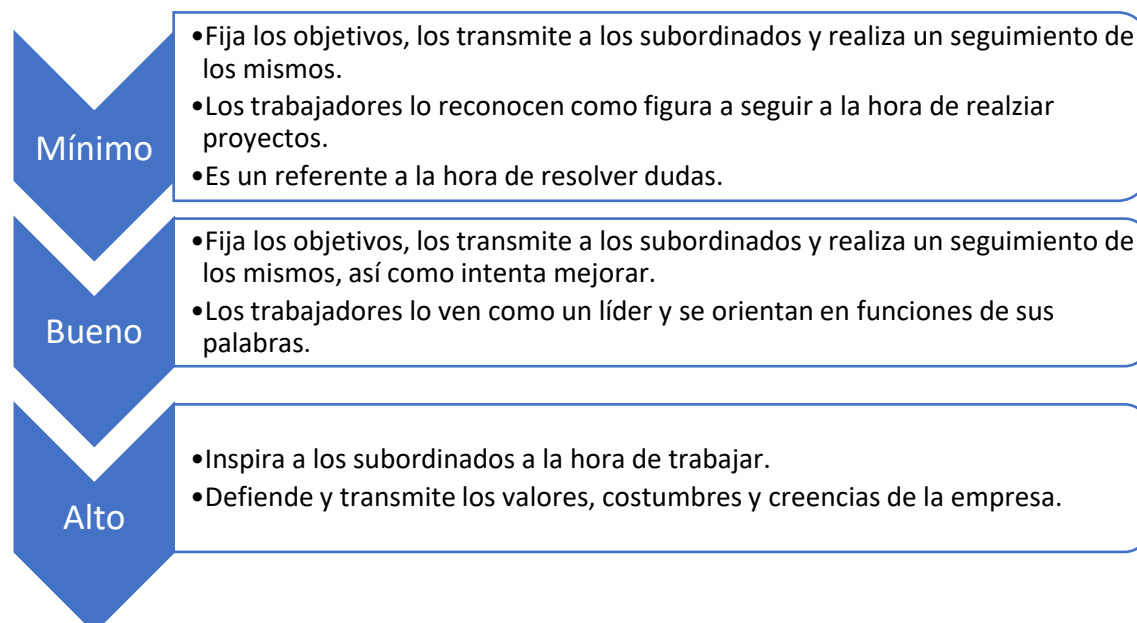 Mínimo
•Fija los objetivos, los transmite a los subordinados y realiza un seguimiento de
los mismos.
•Los trabajadores lo reconocen como figura a seguir a la hora de realziar
proyectos.
•Es un referente a la hora de resolver dudas.
Bueno
•Fija los objetivos, los transmite a los subordinados y realiza un seguimiento de
los mismos, así como intenta mejorar.
•Los trabajadores lo ven como un líder y se orientan en funciones de sus
palabras.
Alto
•Inspira a los subordinados a la hora de trabajar.
•Defiende y transmite los valores, costumbres y creencias de la empresa.